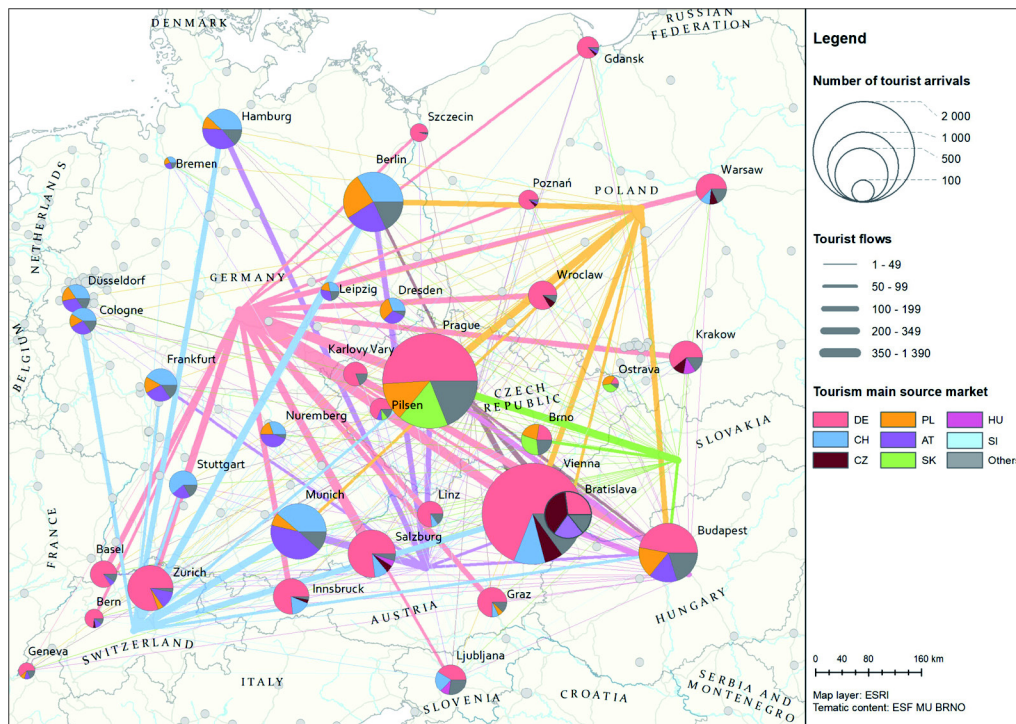 DENMARK
RUSSIAN
FEDERATION
Gdansk
Hamburg
Szczecin
Bremen
Berlin
NETHERLANDS
Poznań
POLAND
Warsaw
Düsseldorf
GERMANY
Leipzig
Dresden
Wroclaw
Cologne
Prague
BELGIUM
Krakow
Frankfurt
Karlovy Vary
Ostrava
CZECH
REPUBLIC
Pilsen
Nuremberg
Brno
SLOVAKIA
Stuttgart
Vienna
Munich
Linz
Bratislava
FRANCE
Salzburg
Budapest
Basel
Zürich
Innsbruck
Graz
Bern
AUSTRIA
HUNGARY
SWITZERLAND
Geneva
Ljubljana
ITALY
SLOVENIA
CROATIA
SERBIA AND
MONTENEGRO
Legend
Number of tourist arrivals
2 000
1 000
500
100
Tourist flows
1 - 49
50 - 99
100 - 199
200 - 349
350 - 1 390
Tourism main source market
DE PL HU
CH AT SI
CZ SK Others
0 40 80 160 km
Map layer: ESRI
Tematic content: ESF MU BRNO